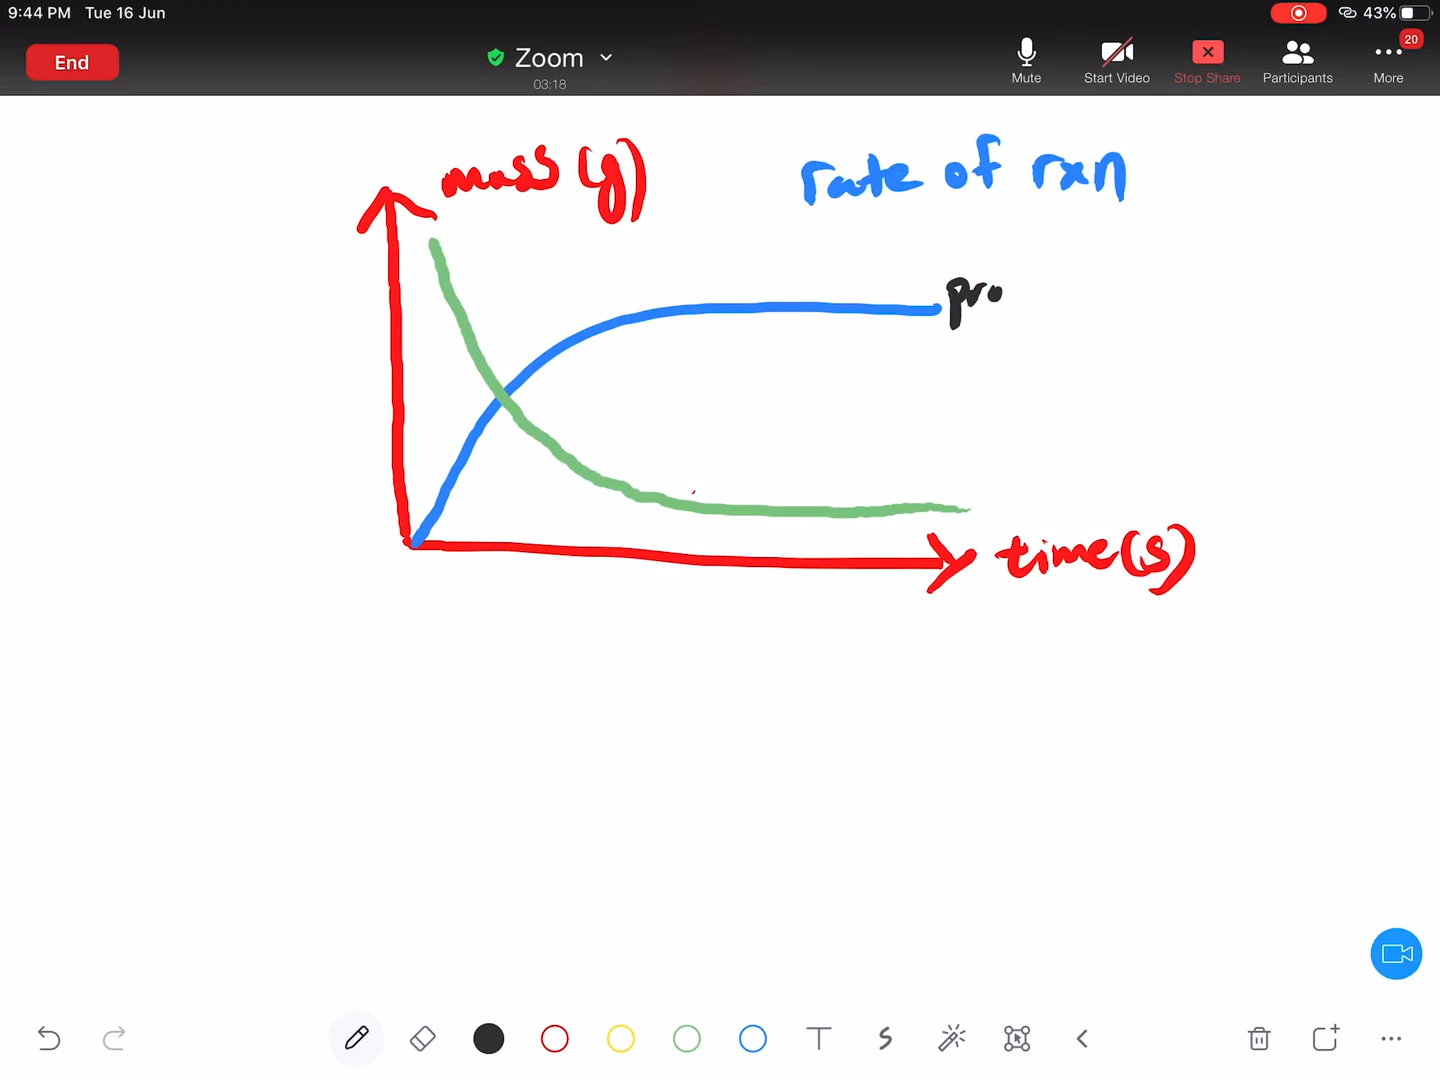 9:44 PM Tue 16 Jun
43%
End
Zoom
03:18
Mute
Start Video
Stop Share
Participants
More
20
mass (g)
rate of rxn
pro
time(s)
T